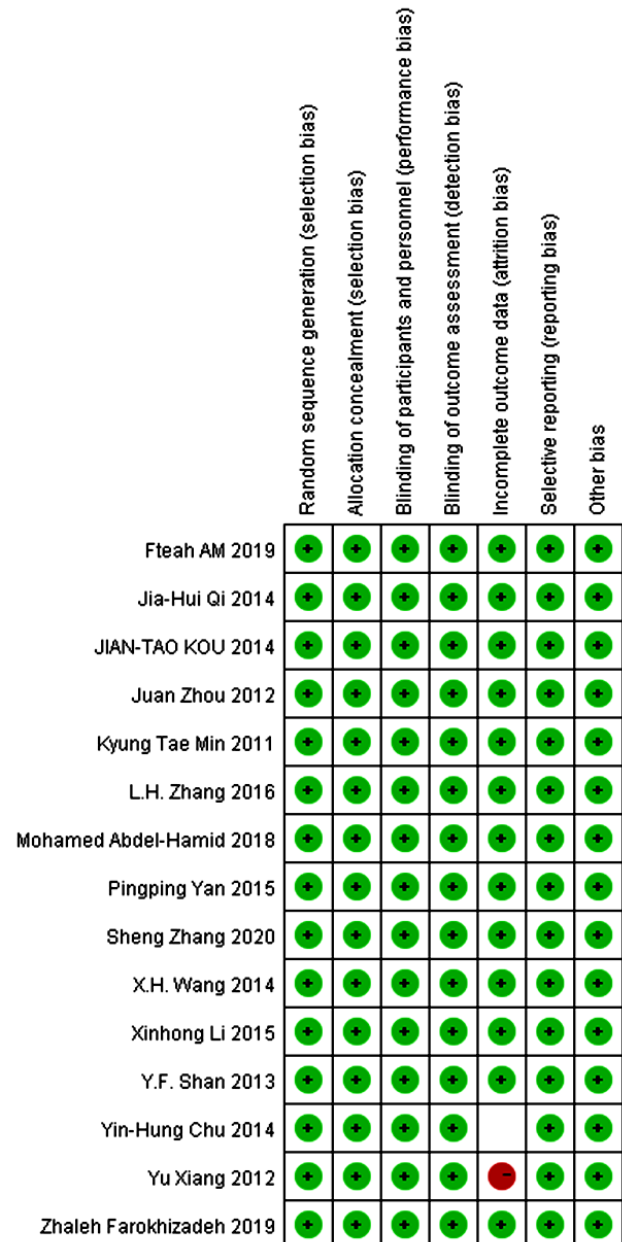 Random sequence generation (selection bias)
Allocation concealment (selection bias)
Blinding of participants and personnel (performance bias)
Blinding of outcome assessment (detection bias)
Incomplete outcome data (attrition bias)
Selective reporting (reporting bias)
Other bias
Fteah AM 2019 + + + + + + +
Jia-Hui Qi 2014 + + + + + + +
JIAN-TAO KOU 2014 + + + + + + +
Juan Zhou 2012 + + + + + + +
Kyung Tae Min 2011 + + + + + + +
L.H. Zhang 2016 + + + + + + +
Mohamed Abdel-Hamid 2018 + + + + + + +
Pingping Yan 2015 + + + + + + +
Sheng Zhang 2020 + + + + + + +
X.H. Wang 2014 + + + + + + +
Xinhong Li 2015 + + + + + + +
Y.F. Shan 2013 + + + + + + +
Yin-Hung Chu 2014 + + + + + +
Yu Xiang 2012 + + + + - + +
Zhaleh Farokhizadeh 2019 + + + + + + +